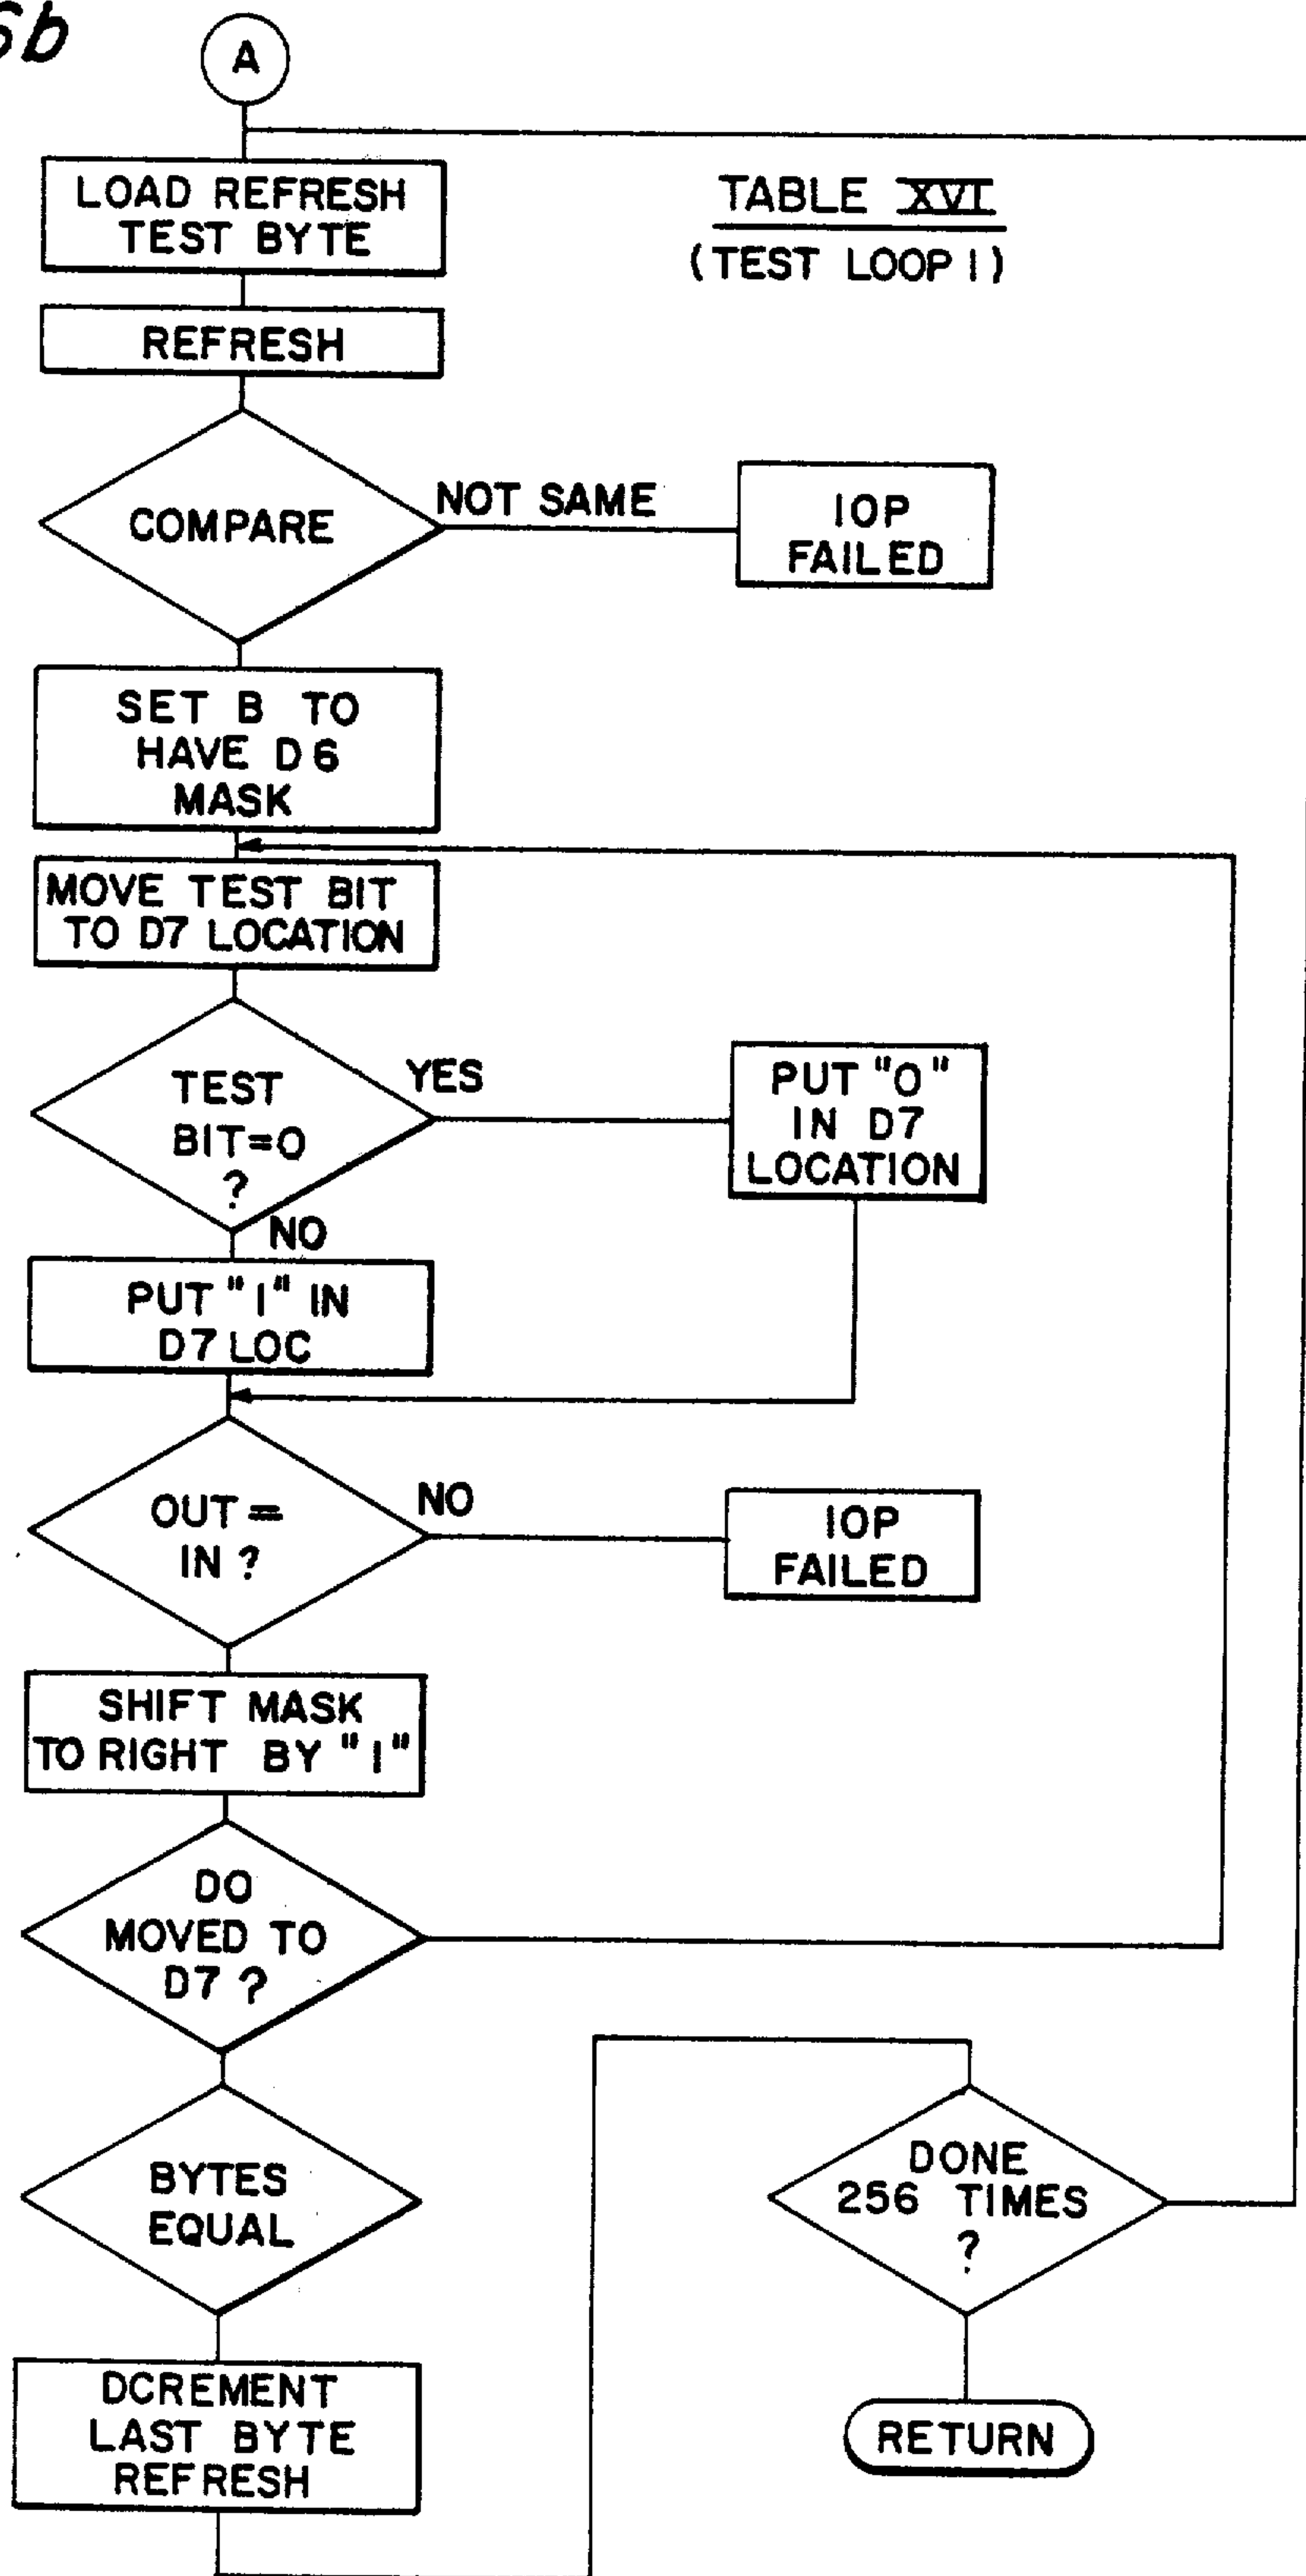 6b
A
LOAD REFRESH
TEST BYTE
TABLE XVI
(TEST LOOP 1)
REFRESH
COMPARE
NOT SAME
IOP
FAILED
SET B TO
HAVE D6
MASK
MOVE TEST BIT
TO D7 LOCATION
TEST
BIT=0
?
YES
PUT "0"
IN D7
LOCATION
NO
PUT "1" IN
D7 LOC
OUT =
IN ?
NO
IOP
FAILED
SHIFT MASK
TO RIGHT BY "1"
DO
MOVED TO
D7 ?
BYTES
EQUAL
DONE
256 TIMES
?
DCREMENT
LAST BYTE
REFRESH
RETURN